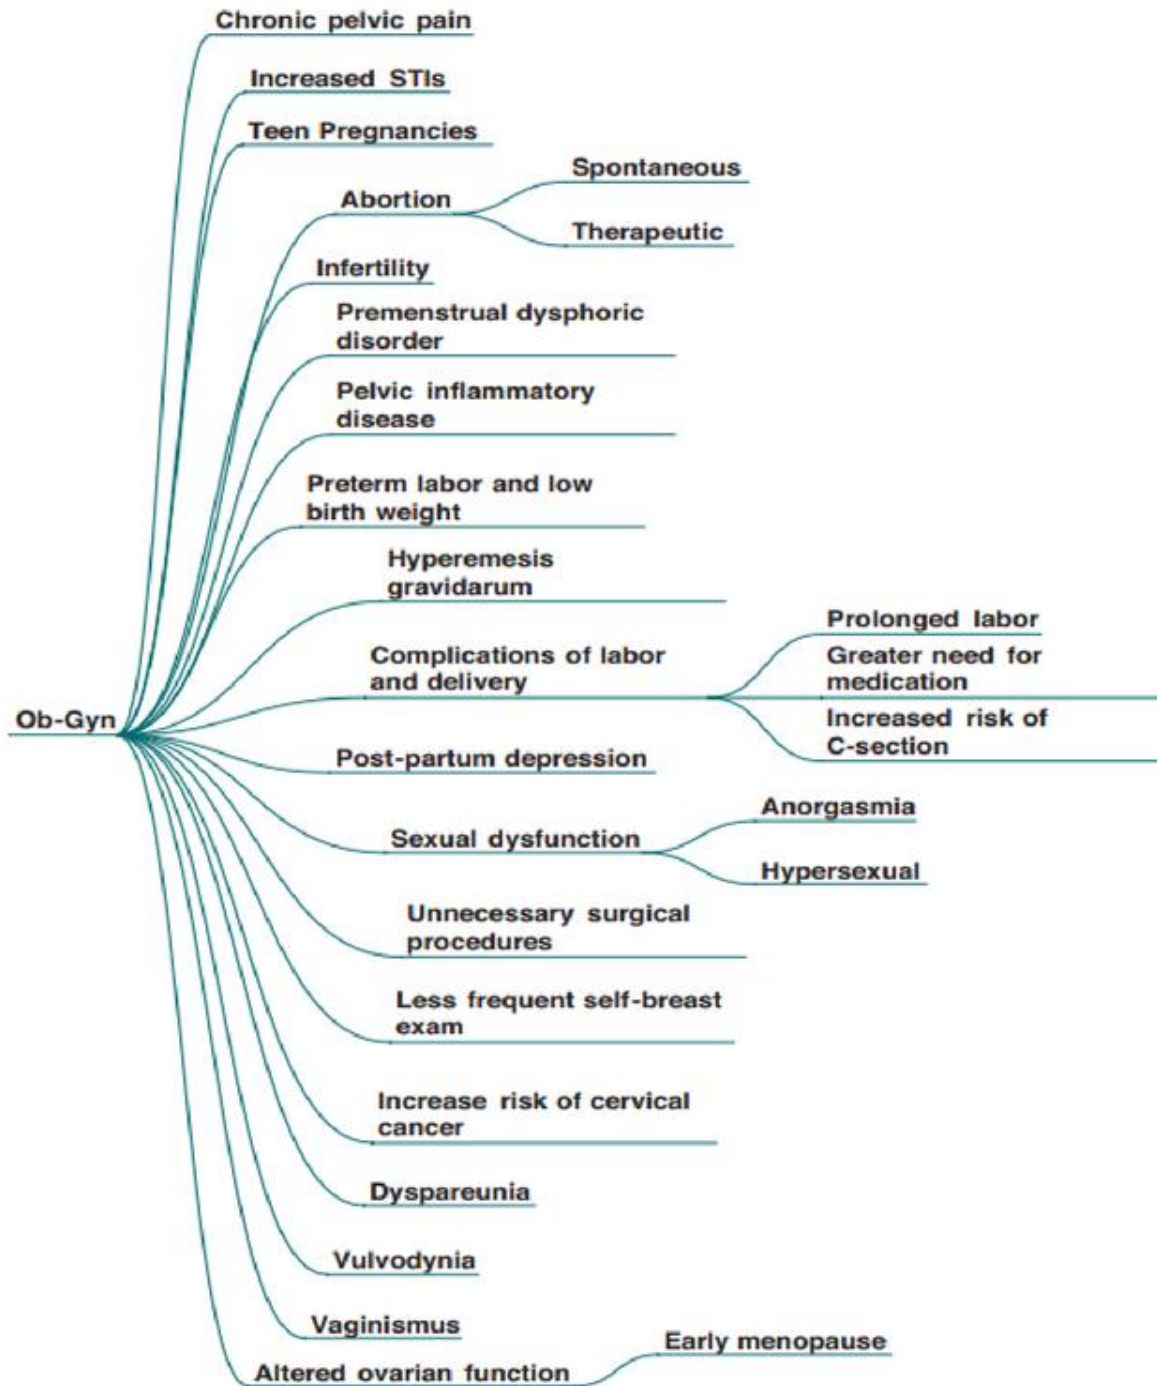 Chronic pelvic pain
Increased STIs
Teen Pregnancies
Abortion
Spontaneous
Therapeutic
Infertility
Premenstrual dysphoric
disorder
Pelvic inflammatory
disease
Preterm labor and low
birth weight
Hyperemesis
gravidarum
Complications of labor
and delivery
Prolonged labor
Greater need for
medication
Increased risk of
C-section
Ob-Gyn
Post-partum depression
Sexual dysfunction
Anorgasmia
Hypersexual
Unnecessary surgical
procedures
Less frequent self-breast
exam
Increase risk of cervical
cancer
Dyspareunia
Vulvodynia
Vaginismus
Altered ovarian function
Early menopause